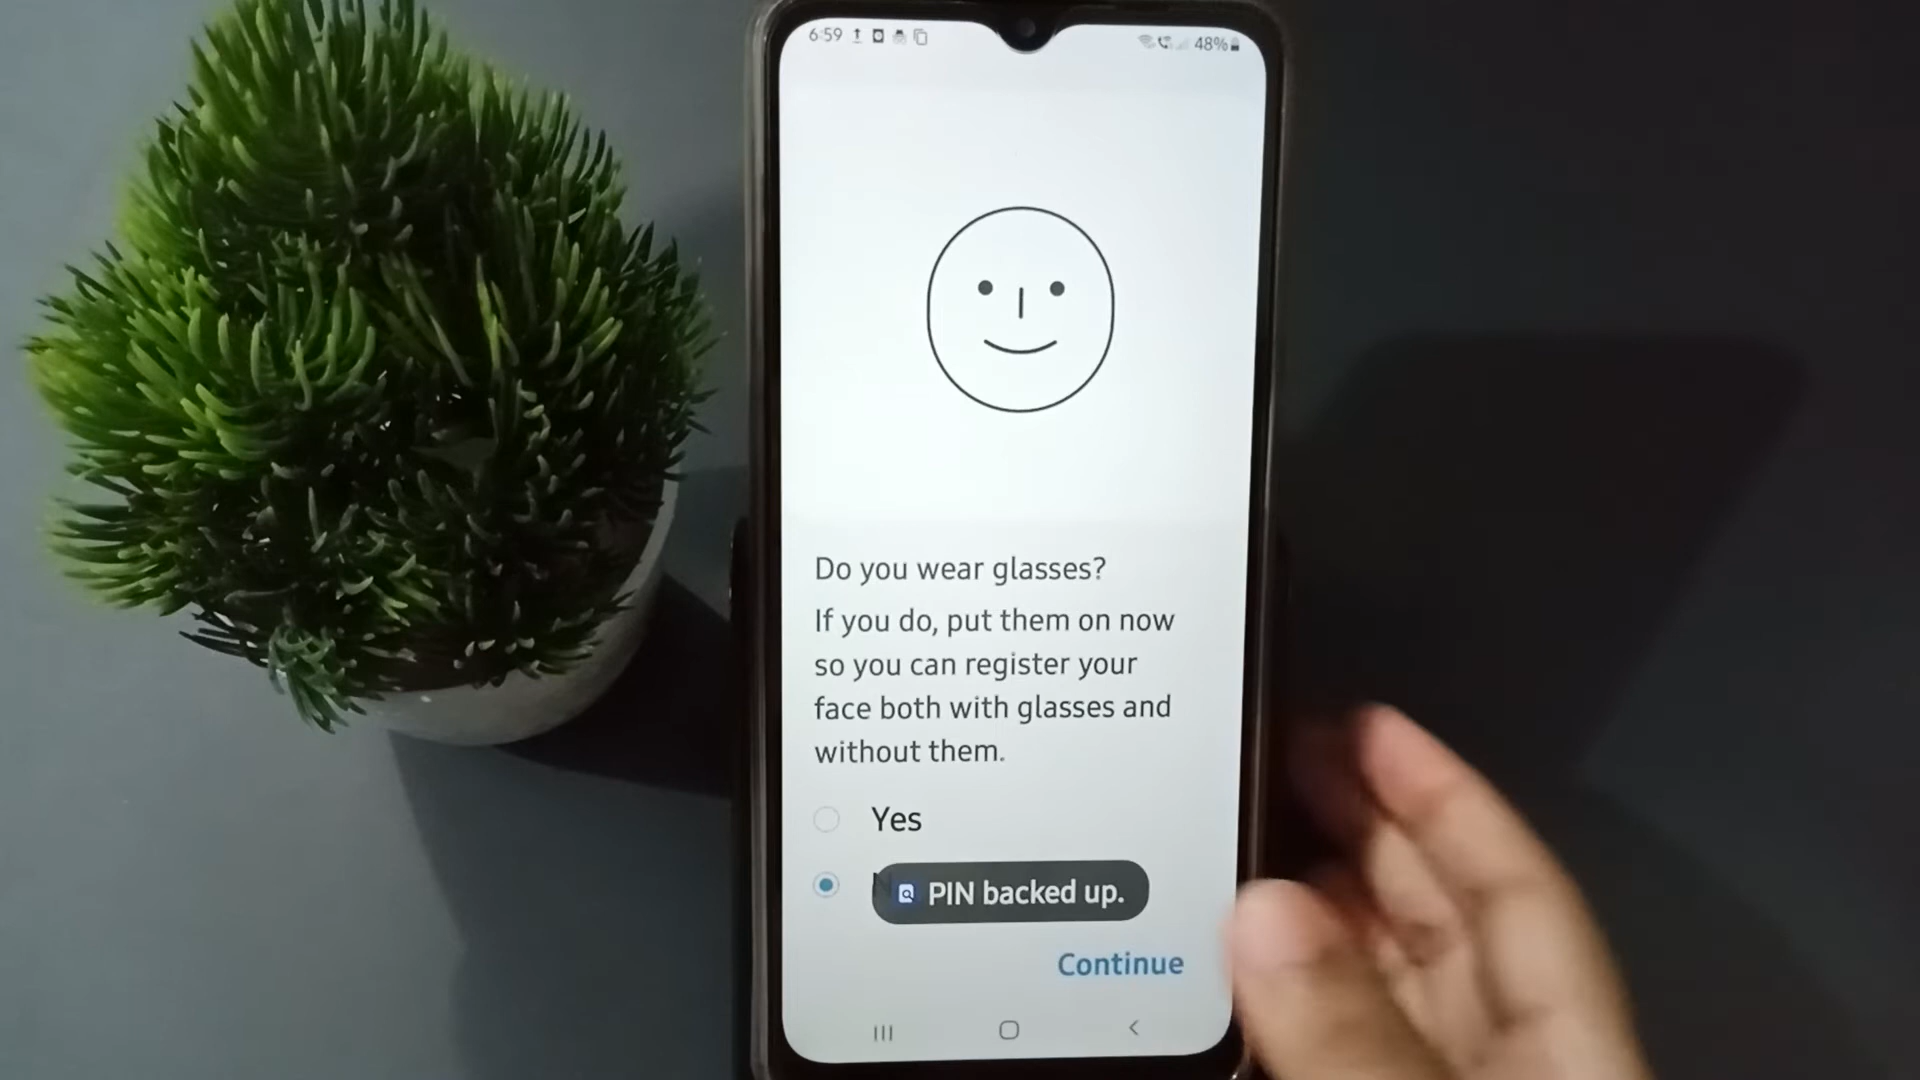 6:59
48%
Do you wear glasses?
If you do, put them on now
so you can register your
face both with glasses and
without them.
Yes
PIN backed up.
Continue